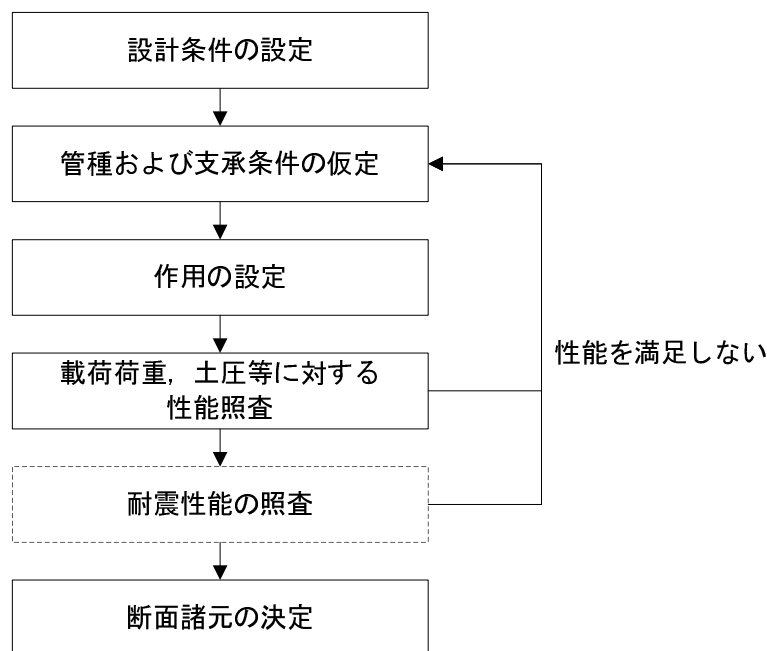 設計条件の設定
管種および支承条件の仮定
作用の設定
性能を満足しない
載荷荷重，土圧等に対する
性能照査
耐震性能の照査
断面諸元の決定